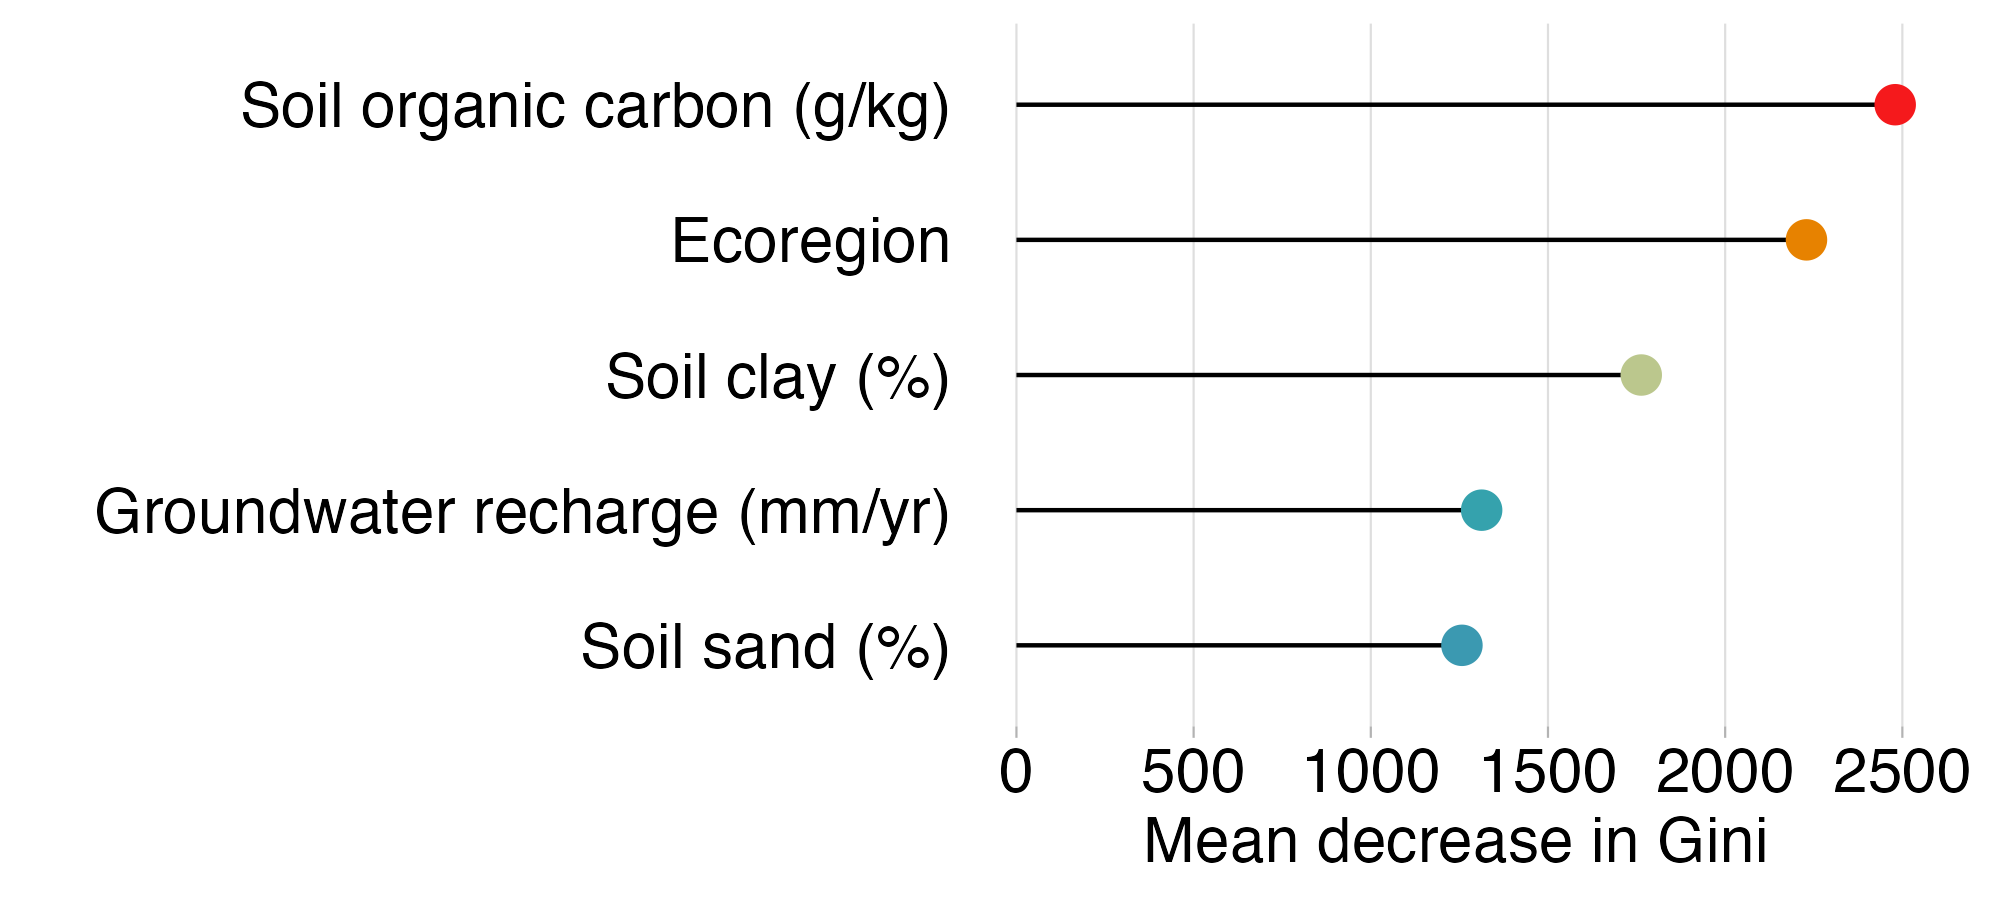 Soil organic carbon (g/kg)
Ecoregion
Soil clay (%)
Groundwater recharge (mm/yr)
Soil sand (%)
0 500 1000 1500 2000 2500
Mean decrease in Gini